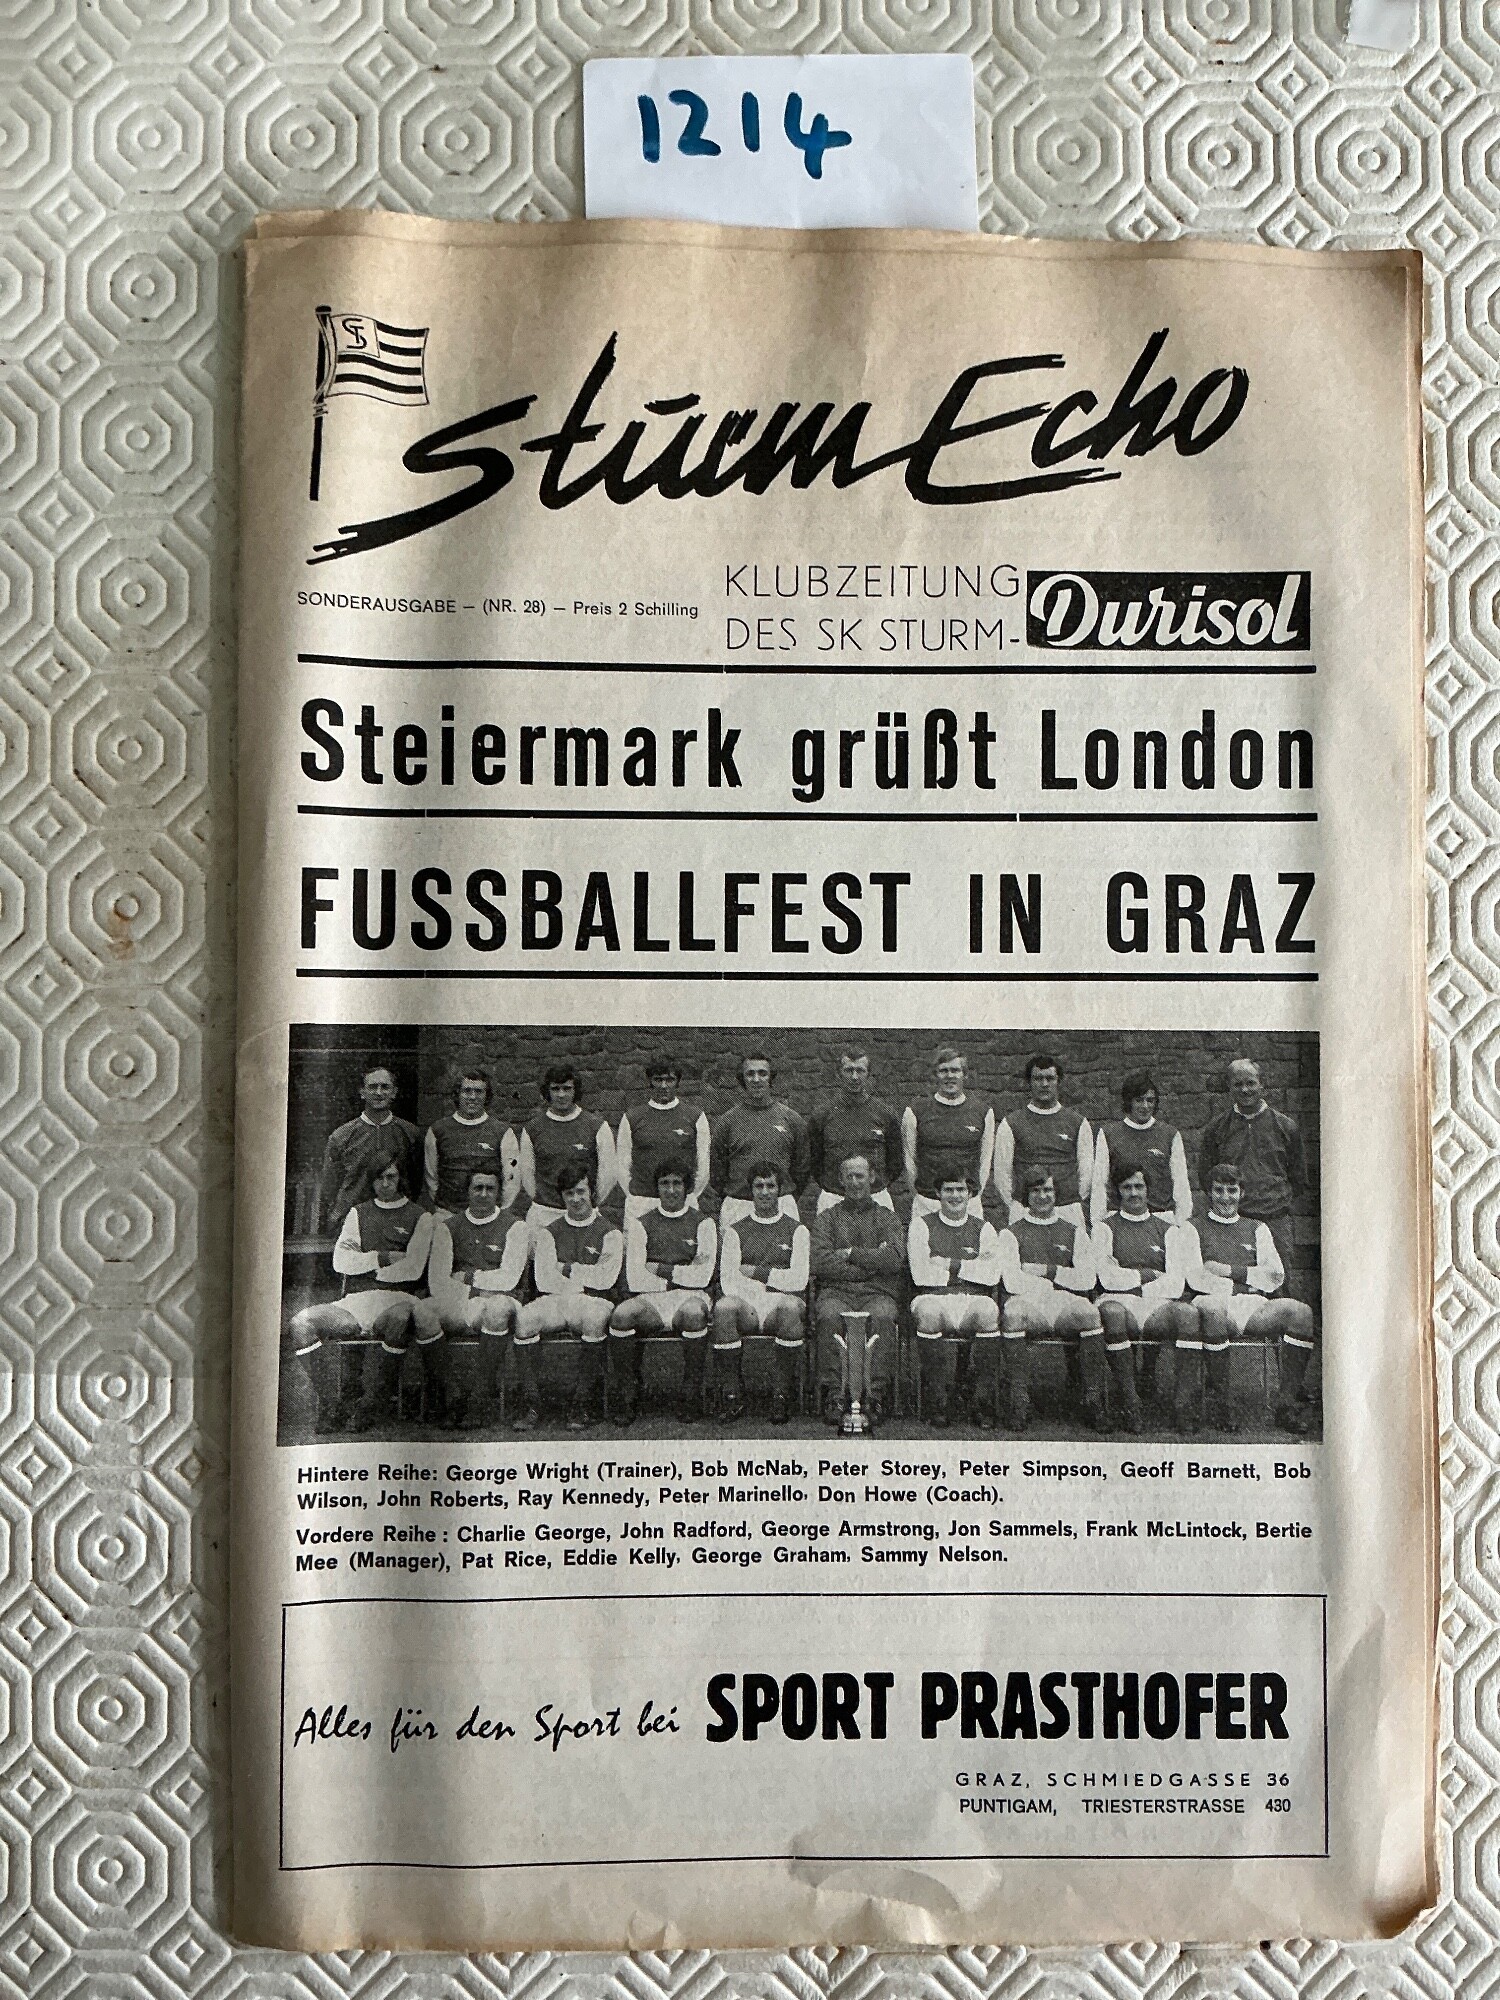 1214
Sturm Echo
SONDERAUSGABE – (NR. 28) – Preis 2 Schilling
KLUBZEITUNG
DES SK STURM-
Durisol
Steiermark grüßt London
FUSSBALLFEST IN GRAZ
Hintere Reihe: George Wright (Trainer), Bob McNab, Peter Storey, Peter Simpson, Geoff Barnett, Bob
Wilson, John Roberts, Ray Kennedy, Peter Marinello, Don Howe (Coach).
Vordere Reihe : Charlie George, John Radford, George Armstrong, Jon Sammels, Frank McLintock, Bertie
Mee (Manager), Pat Rice, Eddie Kelly, George Graham, Sammy Nelson.
Alles für den Sport bei SPORT PRASTHOFER
GRAZ, SCHMIEDGASSE 36
PUNTIGAM, TRIESTERSTRASSE 430